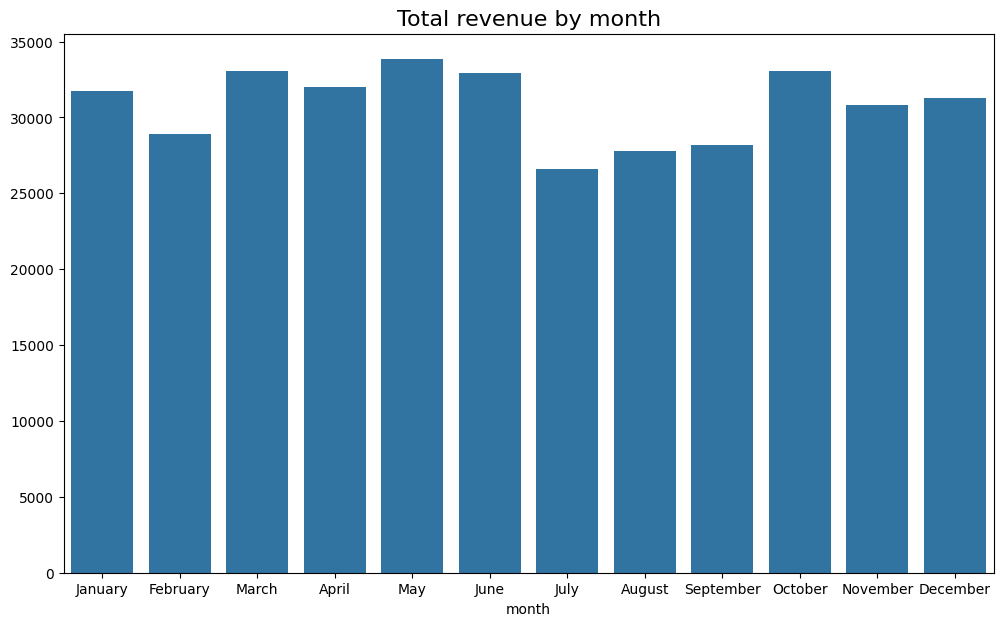 Total revenue by month
35000
30000
25000
20000
15000
10000
5000
0
January February March April May June July August September October November December
month